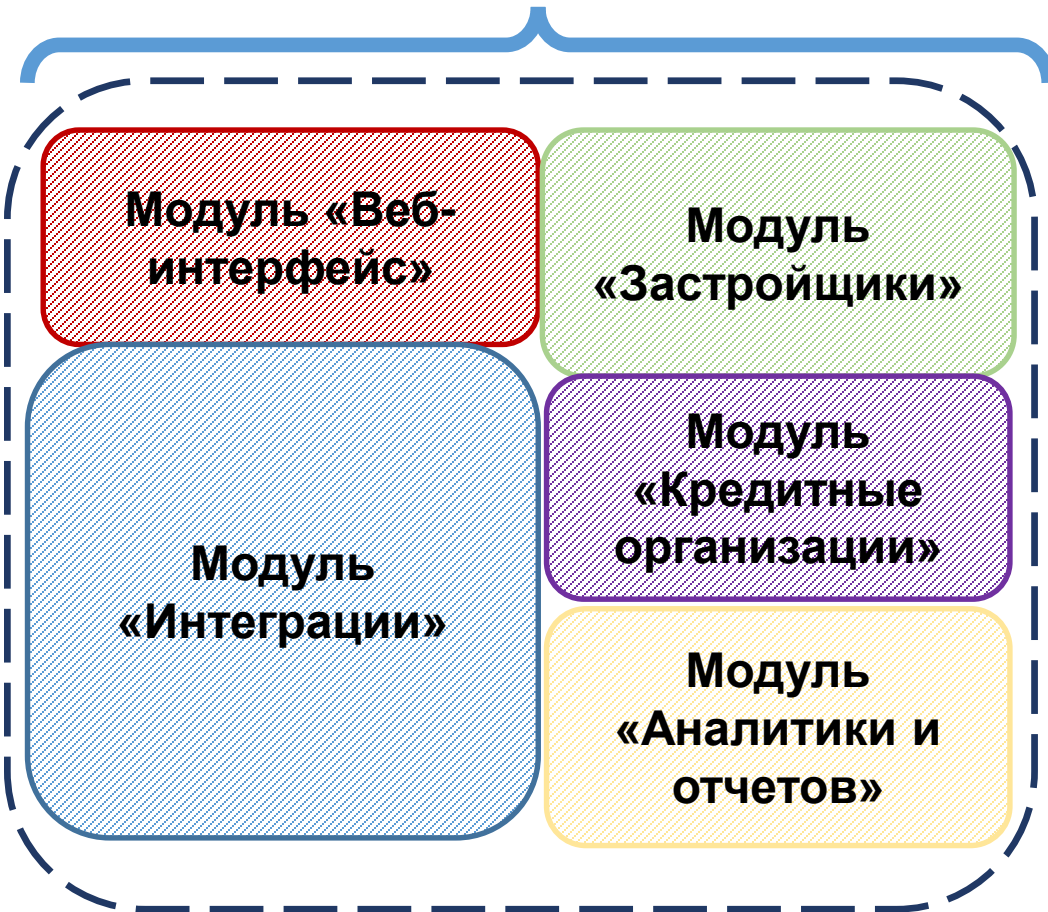 Модуль «Веб-
интерфейс»
Модуль
«Застройщики»
Модуль
«Кредитные
организации»
Модуль
«Интеграции»
Модуль
«Аналитики и
отчетов»